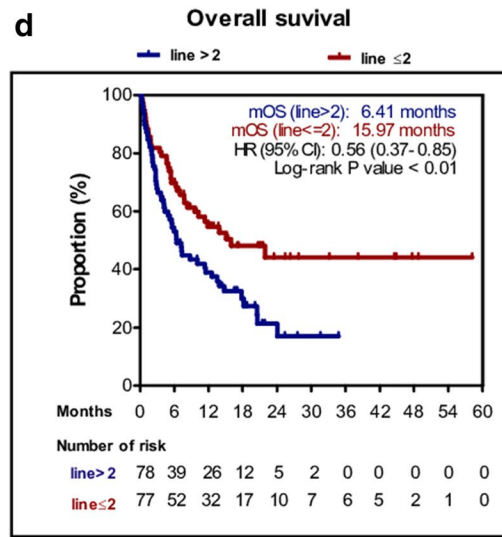 d
Overall suvival
line > 2
line ≤2
mOS (line>2): 6.41 months
mOS (line<=2): 15.97 months
HR (95% CI): 0.56 (0.37- 0.85)
Log-rank P value < 0.01
Proportion (%)
100
80
60
40
20
0
Months 0 6 12 18 24 30 36 42 48 54 60
Number of risk
line> 2 78 39 26 12 5 2 0 0 0 0 0
line≤2 77 52 32 17 10 7 6 5 2 1 0